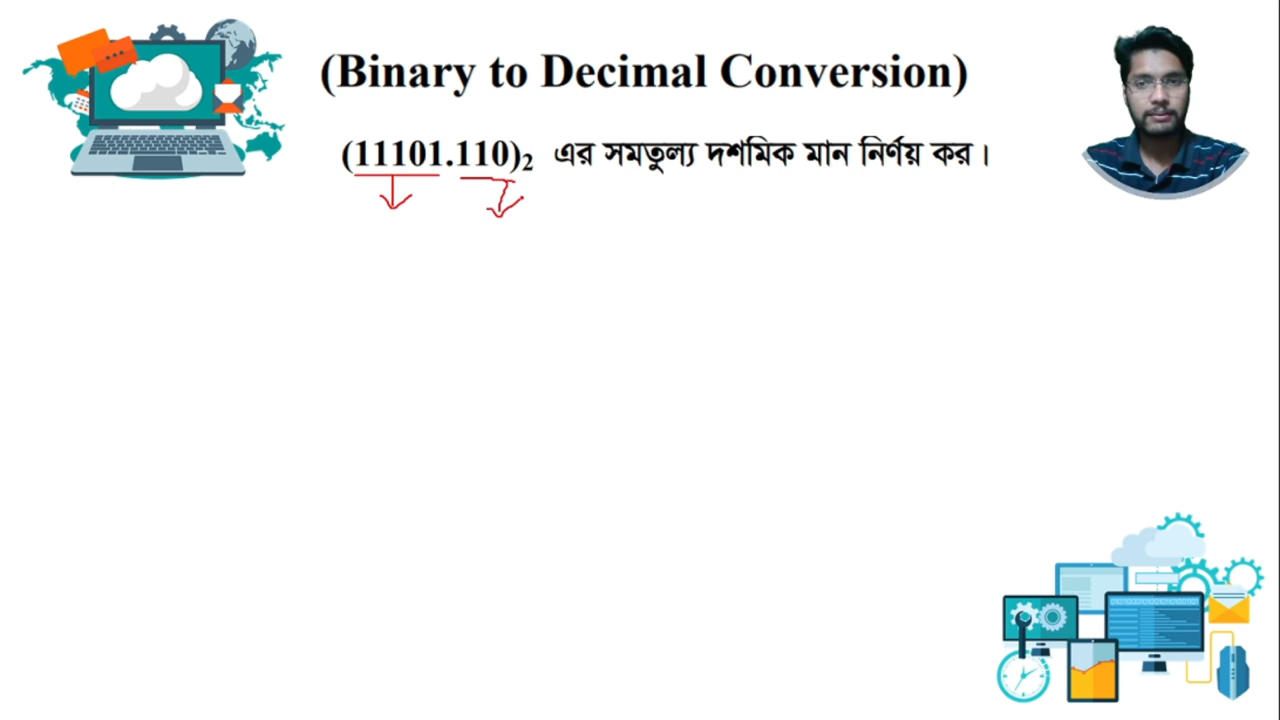 (Binary to Decimal Conversion)
(11101.110)₂ এর সমতুল্য দশমিক মান নির্ণয় কর।